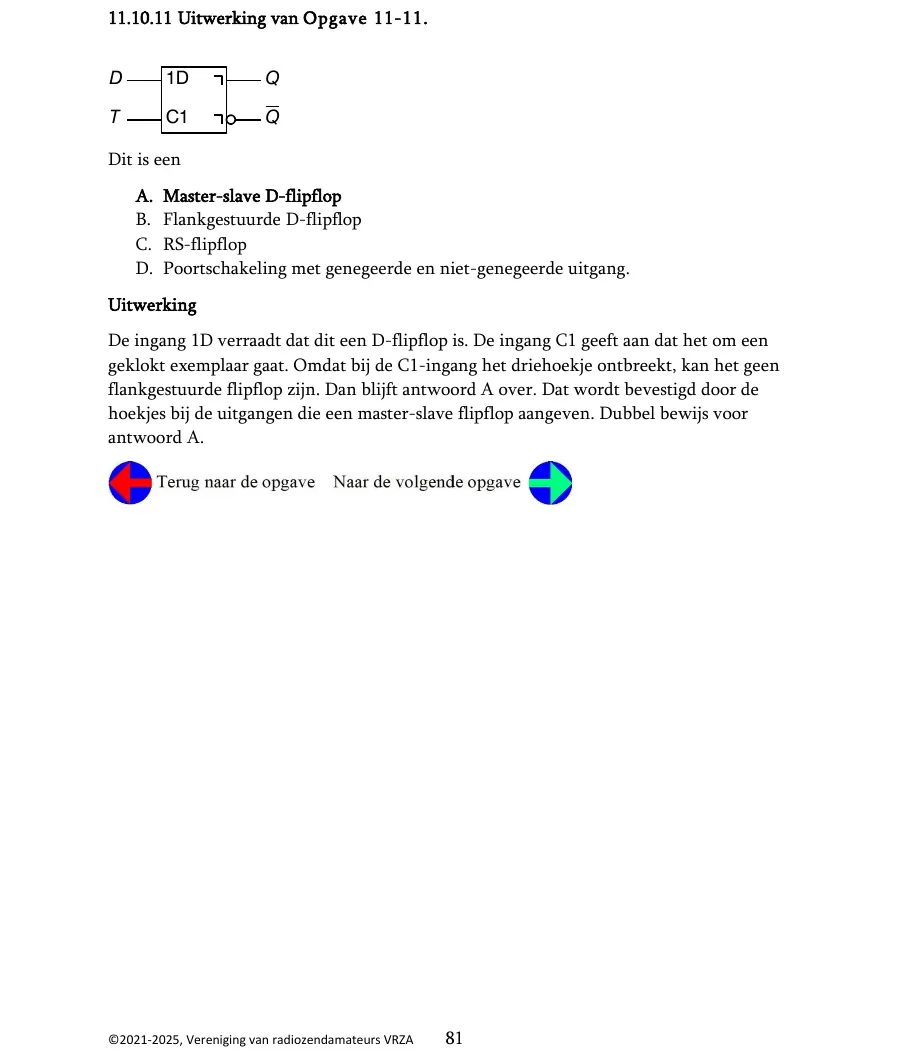 11.10.11 Uitwerking van Opgave 11-11.
D 1D ┐ Q
T C1 ┐ Q̅
Dit is een
A. Master-slave D-flipflop
B. Flankgestuurde D-flipflop
C. RS-flipflop
D. Poortschakeling met genegeerde en niet-genegeerde uitgang.
Uitwerking
De ingang 1D verraadt dat dit een D-flipflop is. De ingang C1 geeft aan dat het om een
geklokt exemplaar gaat. Omdat bij de C1-ingang het driehoekje ontbreekt, kan het geen
flankgestuurde flipflop zijn. Dan blijft antwoord A over. Dat wordt bevestigd door de
hoekjes bij de uitgangen die een master-slave flipflop aangeven. Dubbel bewijs voor
antwoord A.
Terug naar de opgave Naar de volgende opgave
©2021-2025, Vereniging van radiozendamateurs VRZA 81